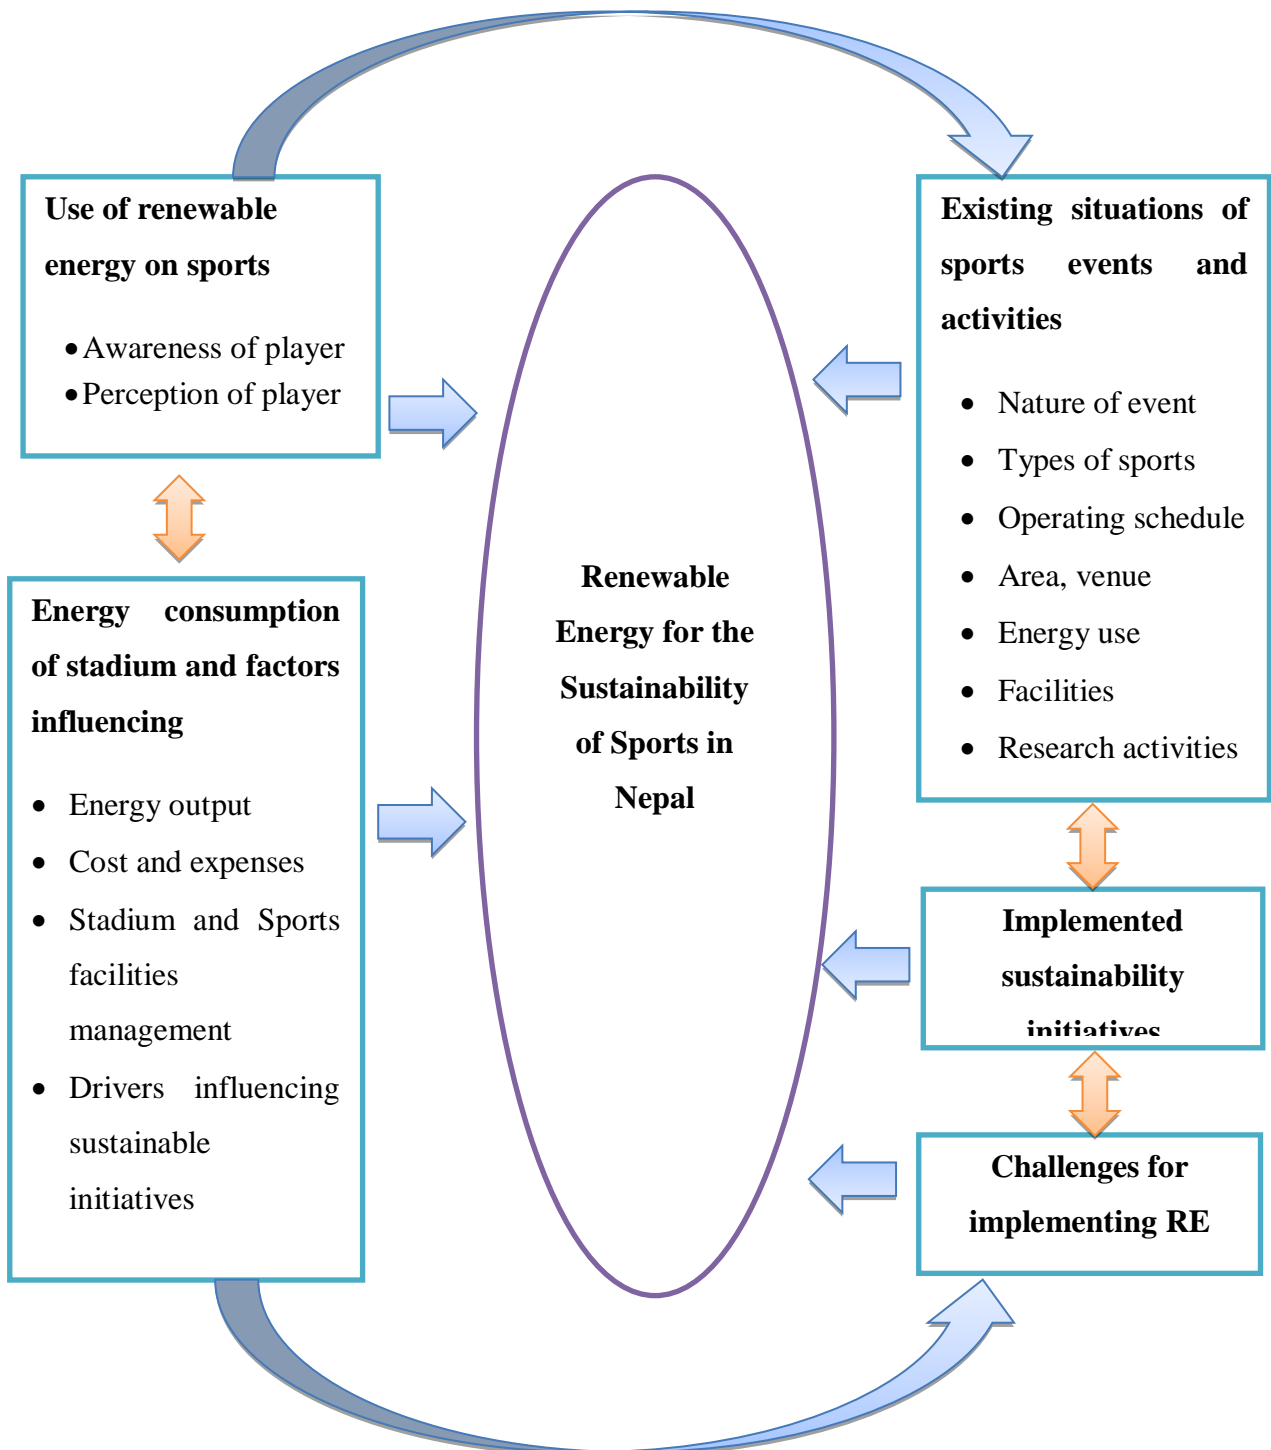 Use of renewable
energy on sports
• Awareness of player
• Perception of player
Energy consumption
of stadium and factors
influencing
• Energy output
• Cost and expenses
• Stadium and Sports
facilities
management
• Drivers influencing
sustainable
initiatives
Renewable
Energy for the
Sustainability
of Sports in
Nepal
Existing situations of
sports events and
activities
• Nature of event
• Types of sports
• Operating schedule
• Area, venue
• Energy use
• Facilities
• Research activities
Implemented
sustainability
initiatives
Challenges for
implementing RE